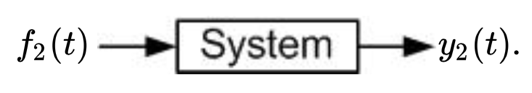 f₂(t) System y₂(t).